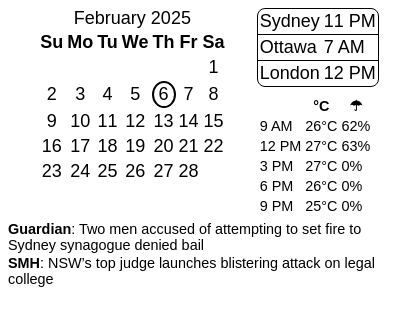 February 2025
Su Mo Tu We Th Fr Sa
1
2 3 4 5 6 7 8
9 10 11 12 13 14 15
16 17 18 19 20 21 22
23 24 25 26 27 28
Sydney 11 PM
Ottawa 7 AM
London 12 PM
°C ☂
9 AM 26°C 62%
12 PM 27°C 63%
3 PM 27°C 0%
6 PM 26°C 0%
9 PM 25°C 0%
Guardian: Two men accused of attempting to set fire to
Sydney synagogue denied bail
SMH: NSW's top judge launches blistering attack on legal
college